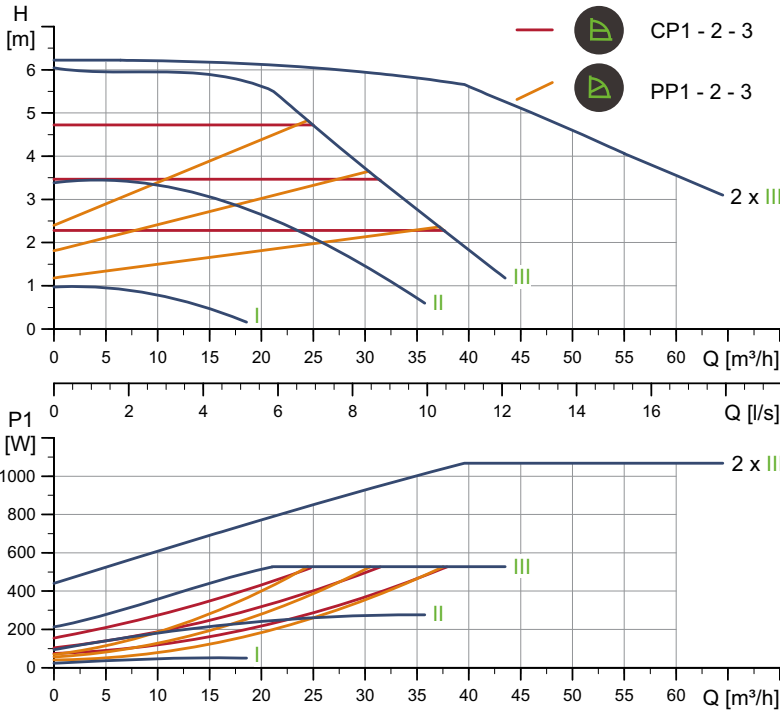 H
[m]
CP1 - 2 - 3
PP1 - 2 - 3
6
5
4
3
2
1
0
2 x III
III
II
I
0 5 10 15 20 25 30 35 40 45 50 55 60 Q [m³/h]
0 2 4 6 8 10 12 14 16 Q [l/s]
P1
[W]
1000
800
600
400
200
0
2 x III
III
II
I
0 5 10 15 20 25 30 35 40 45 50 55 60 Q [m³/h]